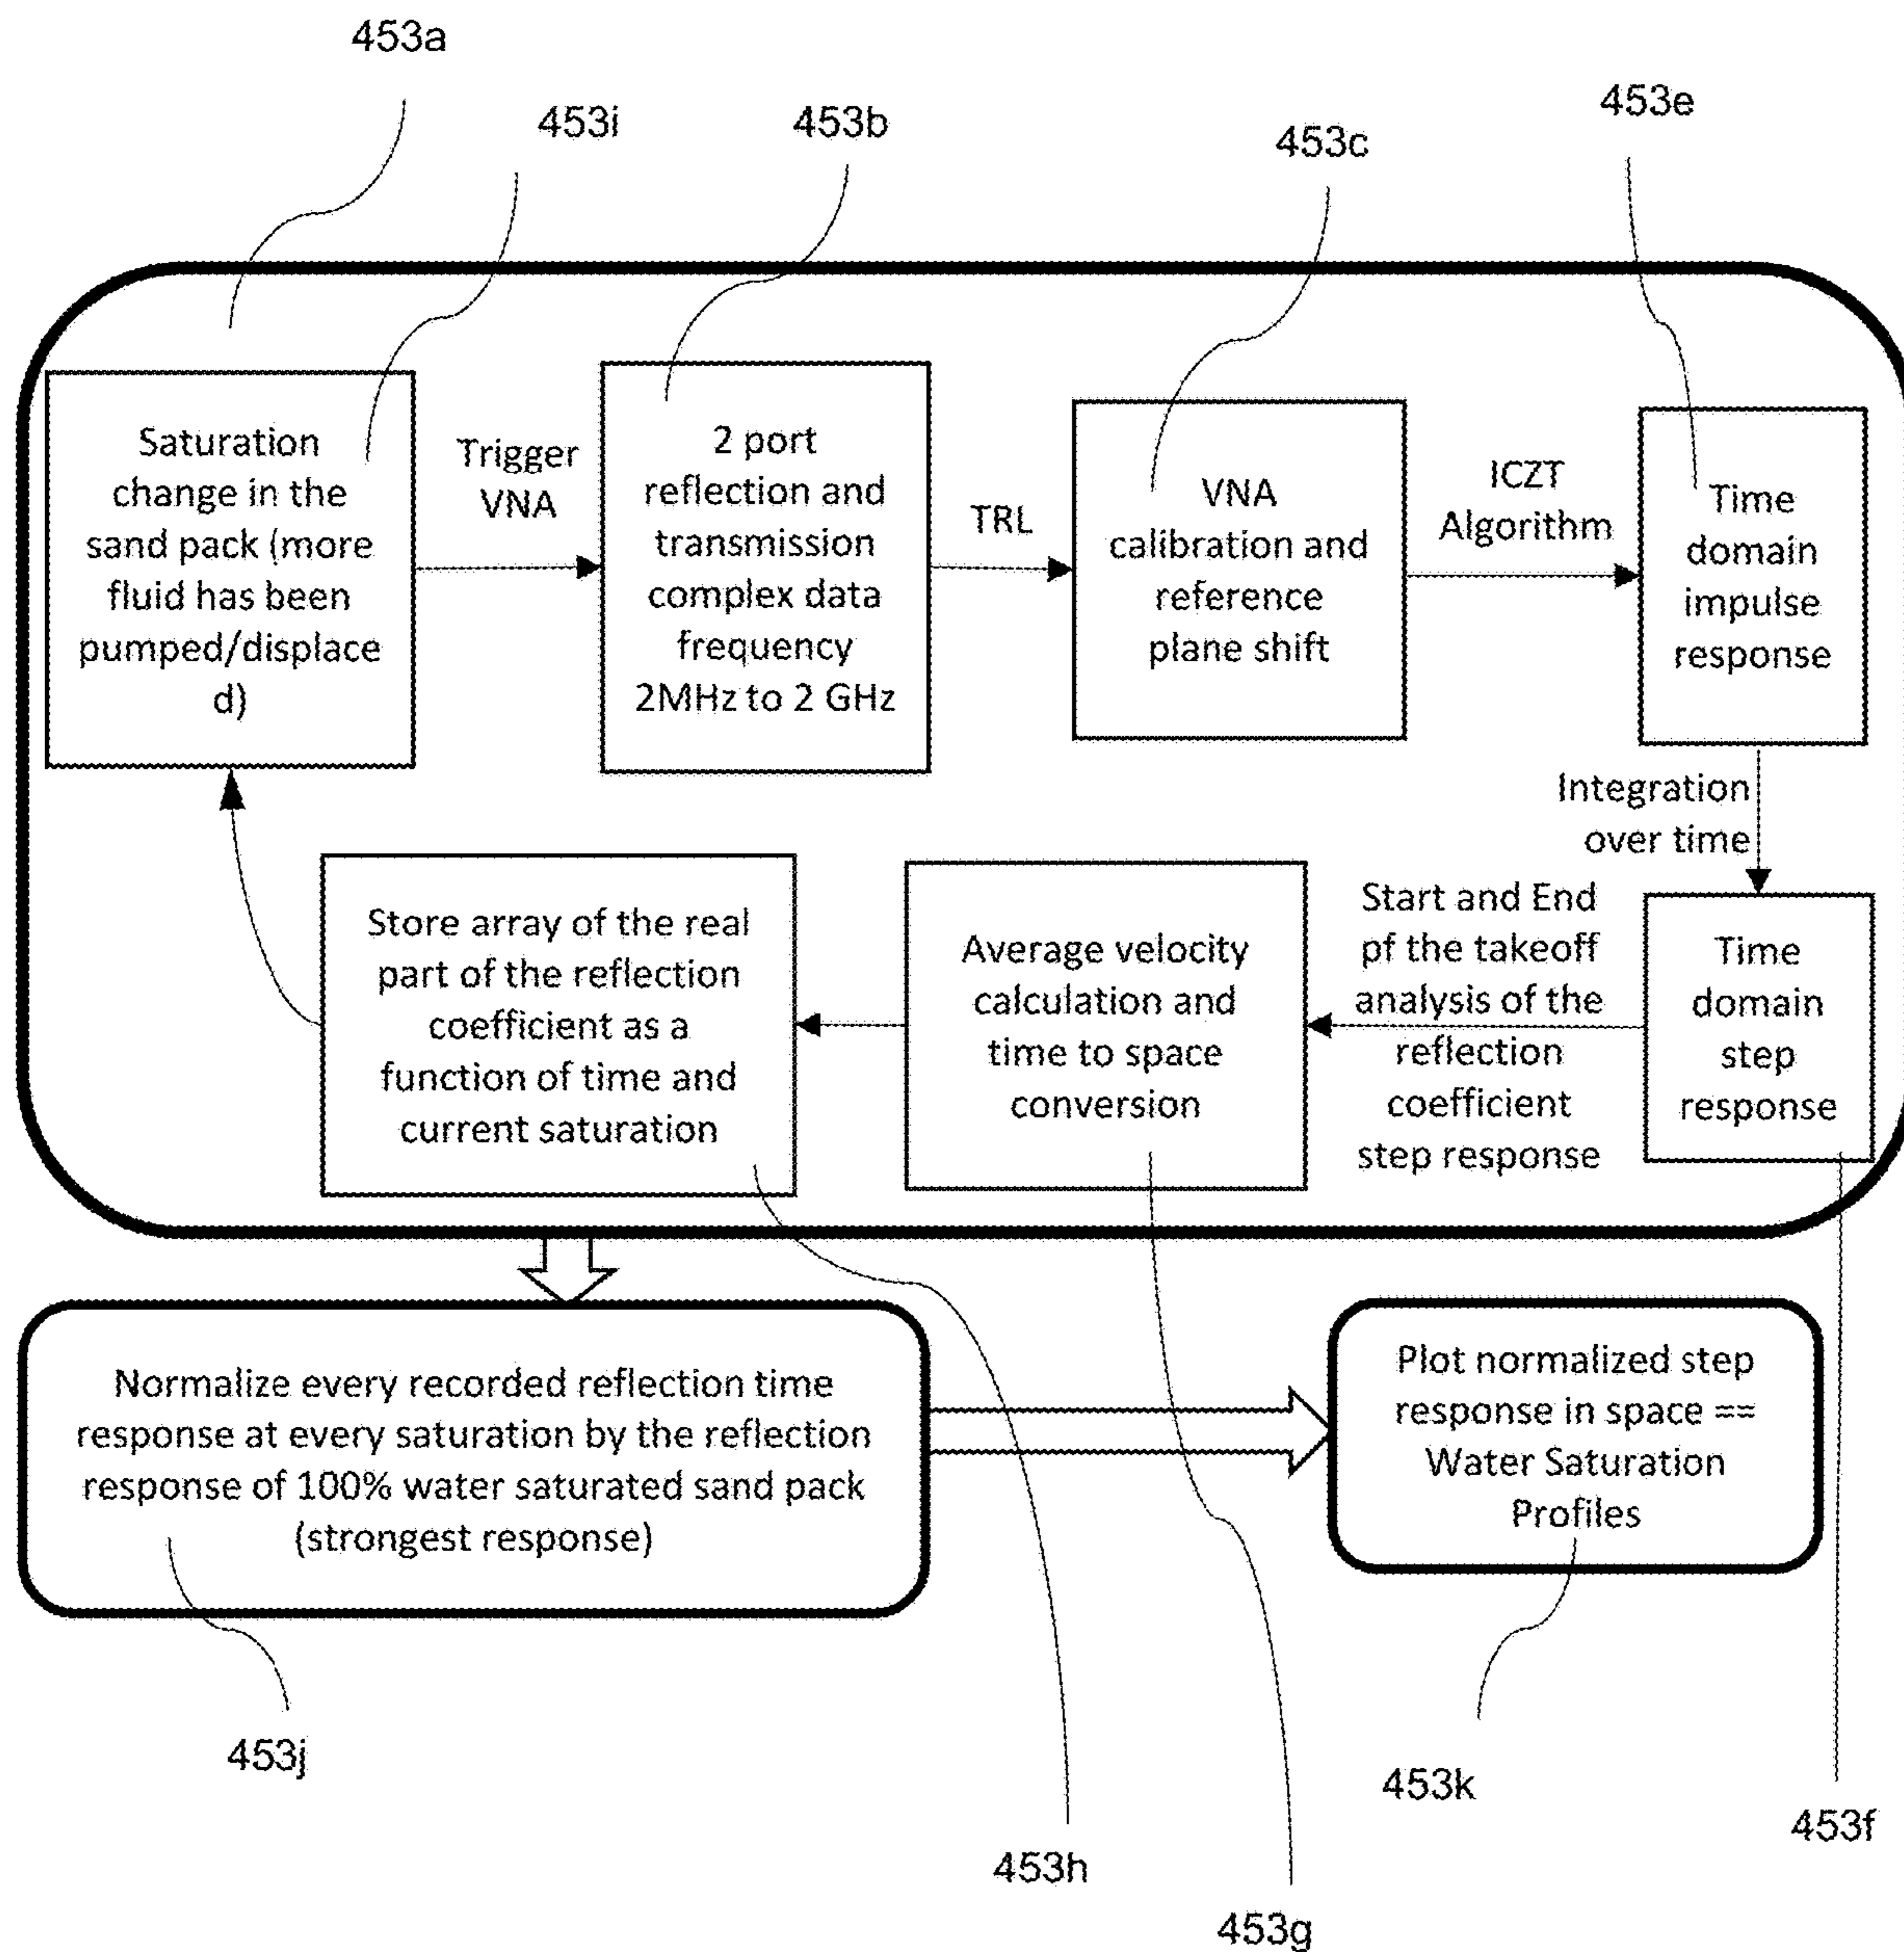 453a
453i
453b
453c
453e
Saturation
change in the
sand pack (more
fluid has been
pumped/displace
d)
Trigger
VNA
2 port
reflection and
transmission
complex data
frequency
2MHz to 2 GHz
TRL
VNA
calibration and
reference
plane shift
ICZT
Algorithm
Time
domain
impulse
response
Integration
over time
Time
domain
step
response
Start and End
pf the takeoff
analysis of the
reflection
coefficient
step response
Average velocity
calculation and
time to space
conversion
Store array of the real
part of the reflection
coefficient as a
function of time and
current saturation
Normalize every recorded reflection time
response at every saturation by the reflection
response of 100% water saturated sand pack
(strongest response)
Plot normalized step
response in space ==
Water Saturation
Profiles
453j
453h
453g
453k
453f